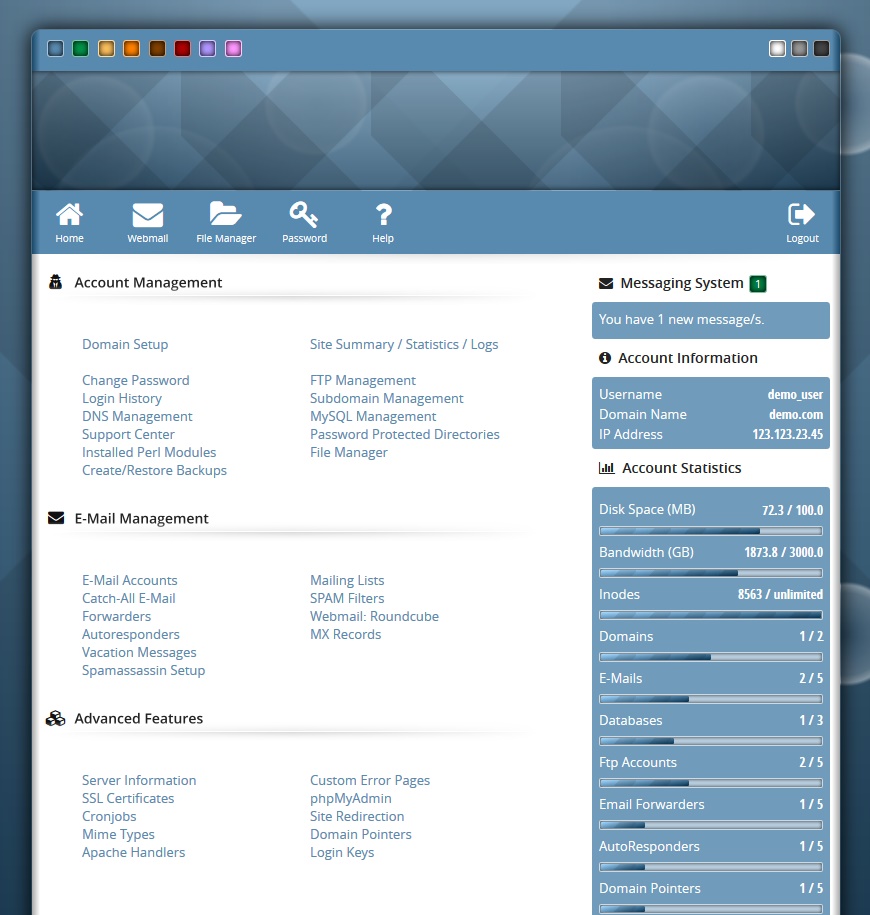 Home
Webmail
File Manager
Password
Help
Logout
Account Management
Domain Setup
Site Summary / Statistics / Logs
Change Password
FTP Management
Login History
Subdomain Management
DNS Management
MySQL Management
Support Center
Password Protected Directories
Installed Perl Modules
File Manager
Create/Restore Backups
E-Mail Management
E-Mail Accounts
Mailing Lists
Catch-All E-Mail
SPAM Filters
Forwarders
Webmail: Roundcube
Autoresponders
MX Records
Vacation Messages
Spamassassin Setup
Advanced Features
Server Information
Custom Error Pages
SSL Certificates
phpMyAdmin
Cronjobs
Site Redirection
Mime Types
Domain Pointers
Apache Handlers
Login Keys
Messaging System 1
You have 1 new message/s.
Account Information
Username demo_user
Domain Name demo.com
IP Address 123.123.23.45
Account Statistics
Disk Space (MB) 72.3 / 100.0
Bandwidth (GB) 1873.8 / 3000.0
Inodes 8563 / unlimited
Domains 1 / 2
E-Mails 2 / 5
Databases 1 / 3
Ftp Accounts 2 / 5
Email Forwarders 1 / 5
AutoResponders 1 / 5
Domain Pointers 1 / 5